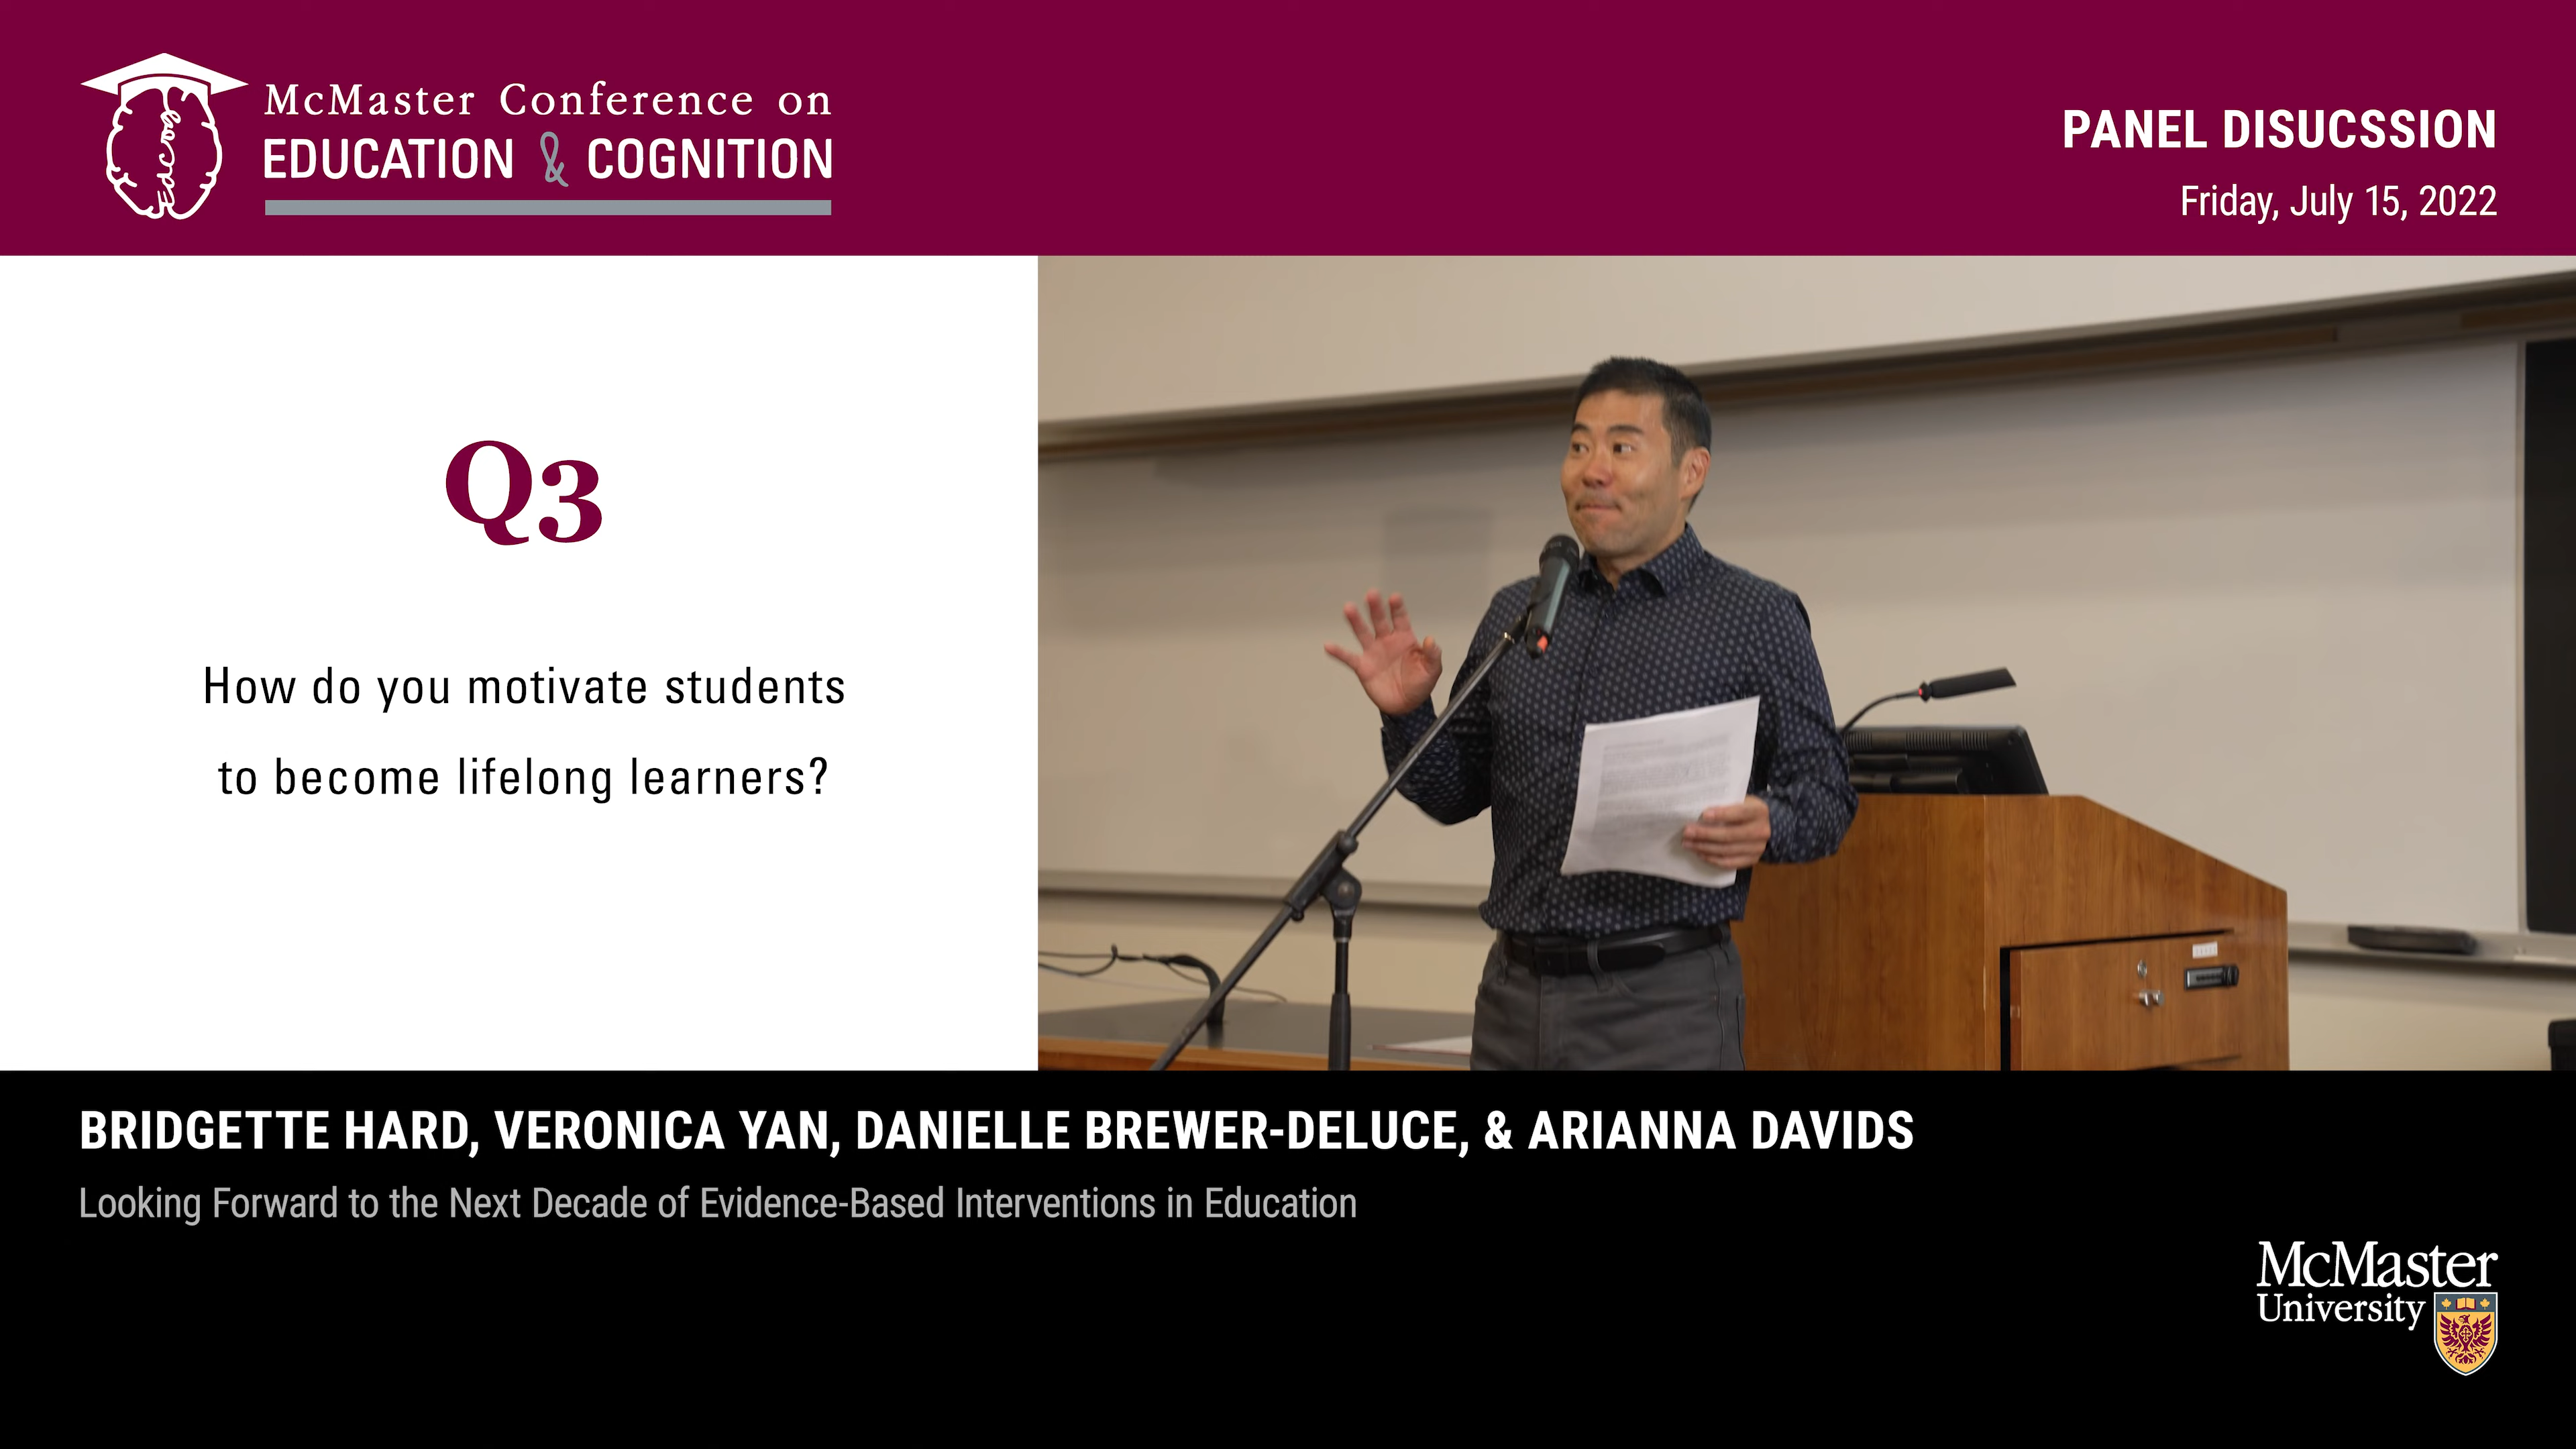 McMaster Conference on
EDUCATION & COGNITION
EdCog
PANEL DISUCSSION
Friday, July 15, 2022
Q3
How do you motivate students
to become lifelong learners?
BRIDGETTE HARD, VERONICA YAN, DANIELLE BREWER-DELUCE, & ARIANNA DAVIDS
Looking Forward to the Next Decade of Evidence-Based Interventions in Education
McMaster
University